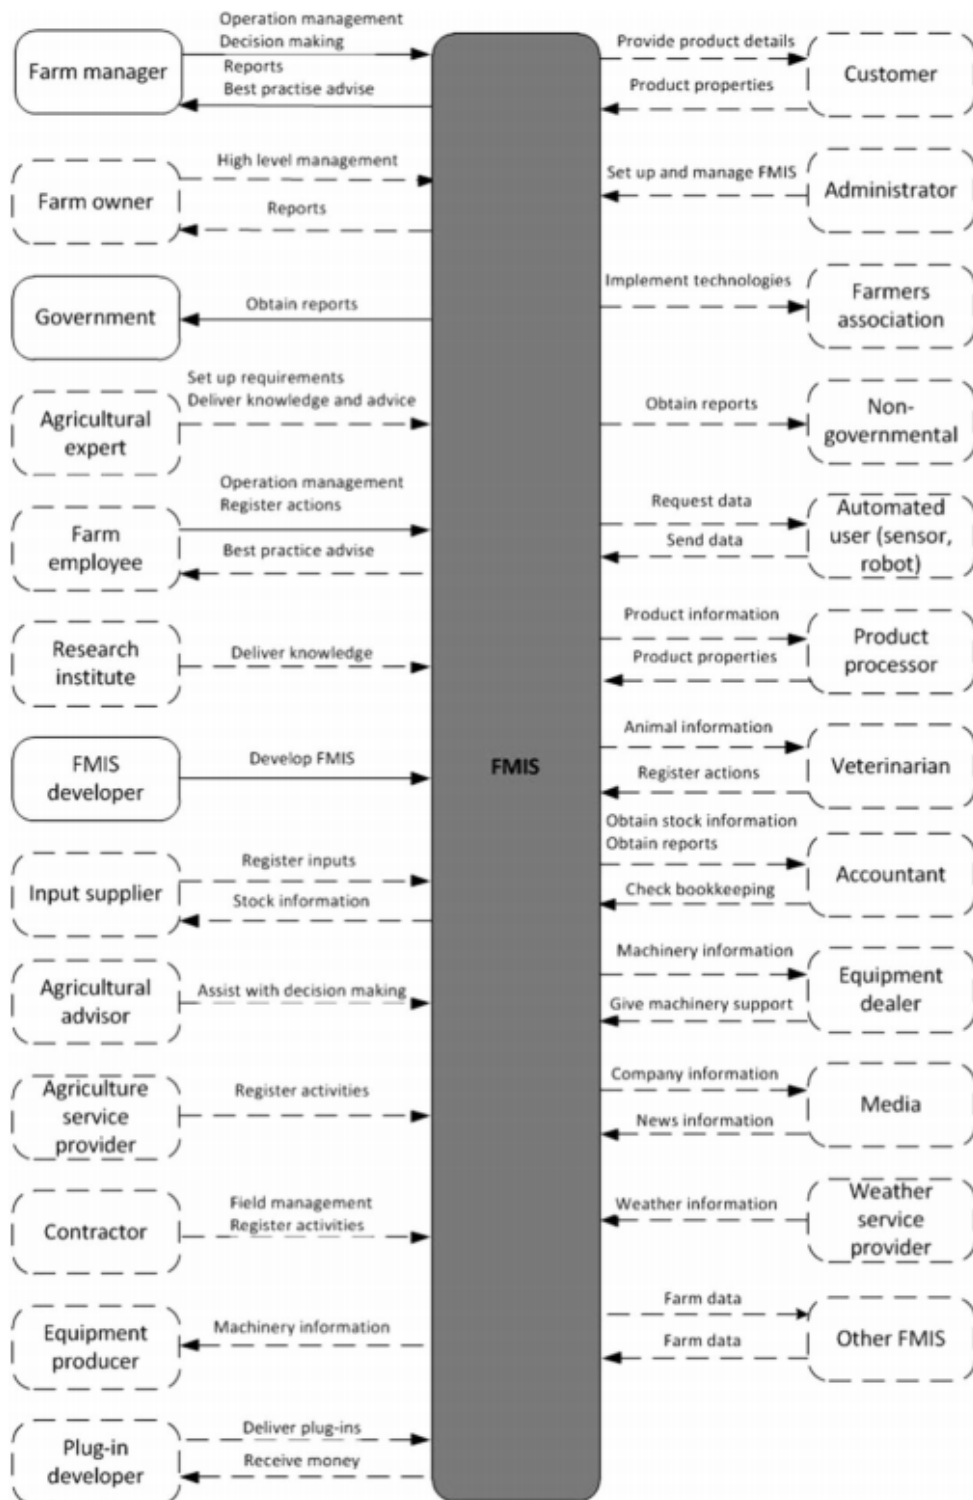 Operation management
Decision making
Farm manager
Reports
Best practise advise
High level management
Farm owner
Reports
Government
Obtain reports
Set up requirements
Deliver knowledge and advice
Agricultural
expert
Operation management
Register actions
Farm
employee
Best practice advise
Research
institute
Deliver knowledge
FMIS
developer
Develop FMIS
Input supplier
Register inputs
Stock information
Agricultural
advisor
Assist with decision making
Agriculture
service
provider
Register activities
Contractor
Field management
Register activities
Equipment
producer
Machinery information
Plug-in
developer
Deliver plug-ins
Receive money
FMIS
Provide product details
Product properties
Customer
Set up and manage FMIS
Administrator
Implement technologies
Farmers
association
Obtain reports
Non-
governmental
Request data
Send data
Automated
user (sensor,
robot)
Product information
Product properties
Product
processor
Animal information
Register actions
Veterinarian
Obtain stock information
Obtain reports
Check bookkeeping
Accountant
Machinery information
Give machinery support
Equipment
dealer
Company information
News information
Media
Weather information
Weather
service
provider
Farm data
Farm data
Other FMIS